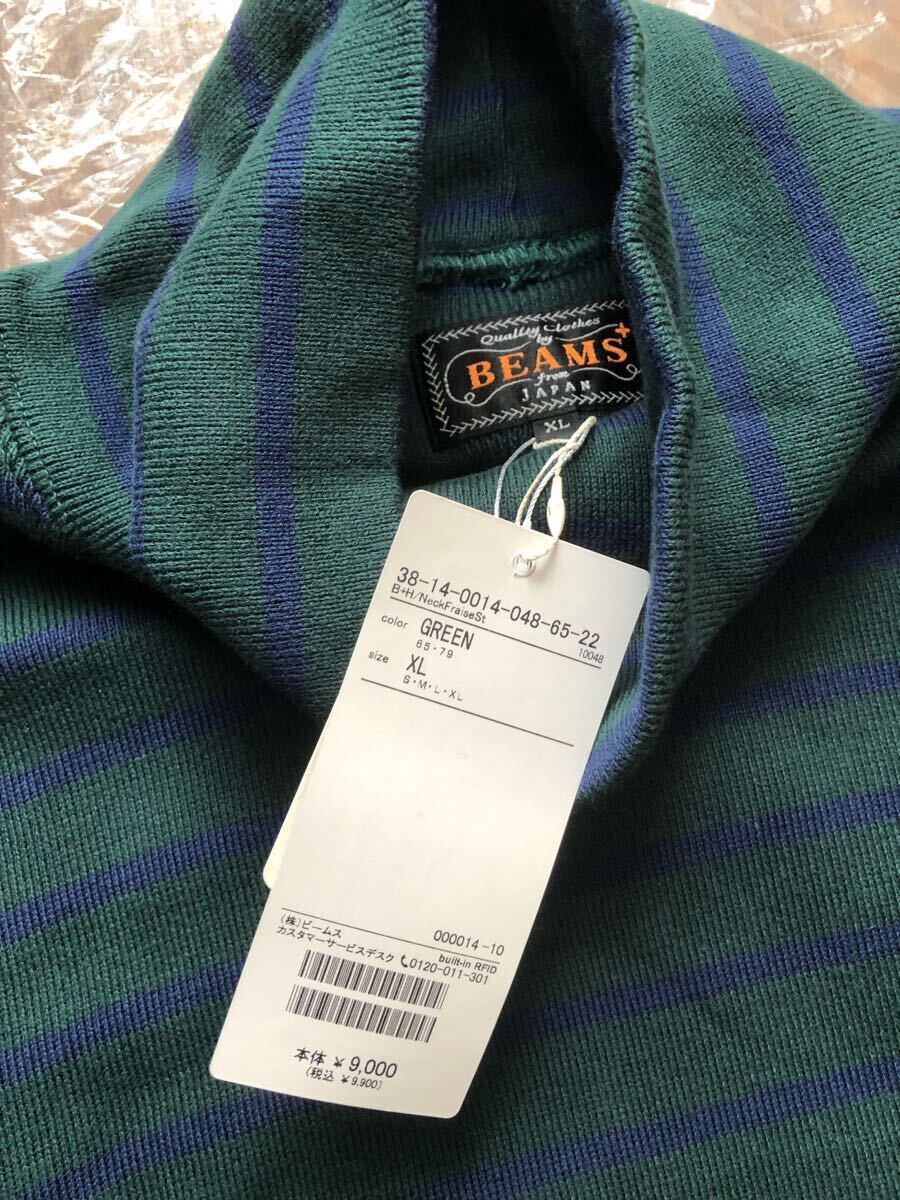 Quality Clothes
by
BEAMS+
from
JAPAN
XL
38-14-0014-048-65-22
B+H/NeckFraiseSt
10048
color GREEN
65・79
size XL
S・M・L・XL
(株)ビームス
000014-10
カスタマーサービスデスク
built-in RFID
0120-011-301
本体 ¥9,000
(税込 ¥9,900)